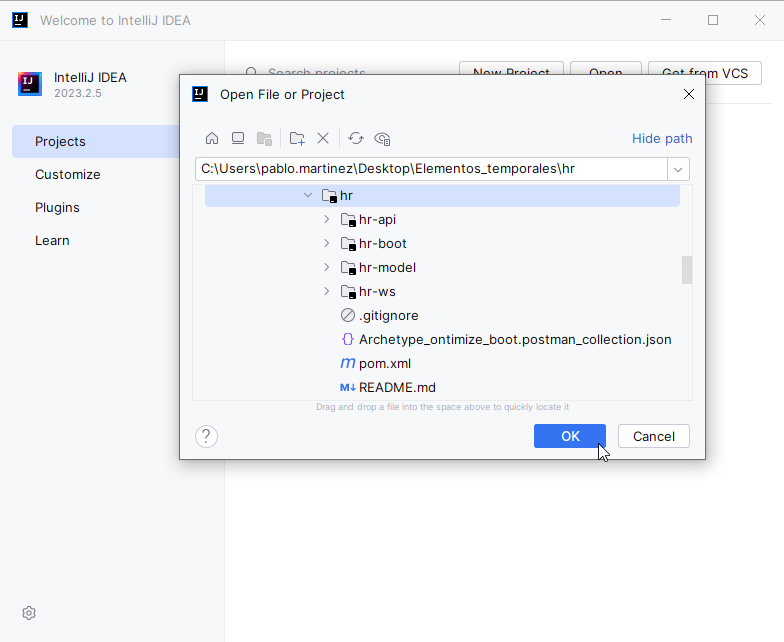 Welcome to IntelliJ IDEA
IntelliJ IDEA
2023.2.5
Search projects
New Project
Open
Get from VCS
Projects
Customize
Plugins
Learn
Open File or Project
Hide path
C:\Users\pablo.martinez\Desktop\Elementos_temporales\hr
hr
hr-api
hr-boot
hr-model
hr-ws
.gitignore
Archetype_ontimize_boot.postman_collection.json
pom.xml
README.md
Drag and drop a file into the space above to quickly locate it
?
OK
Cancel